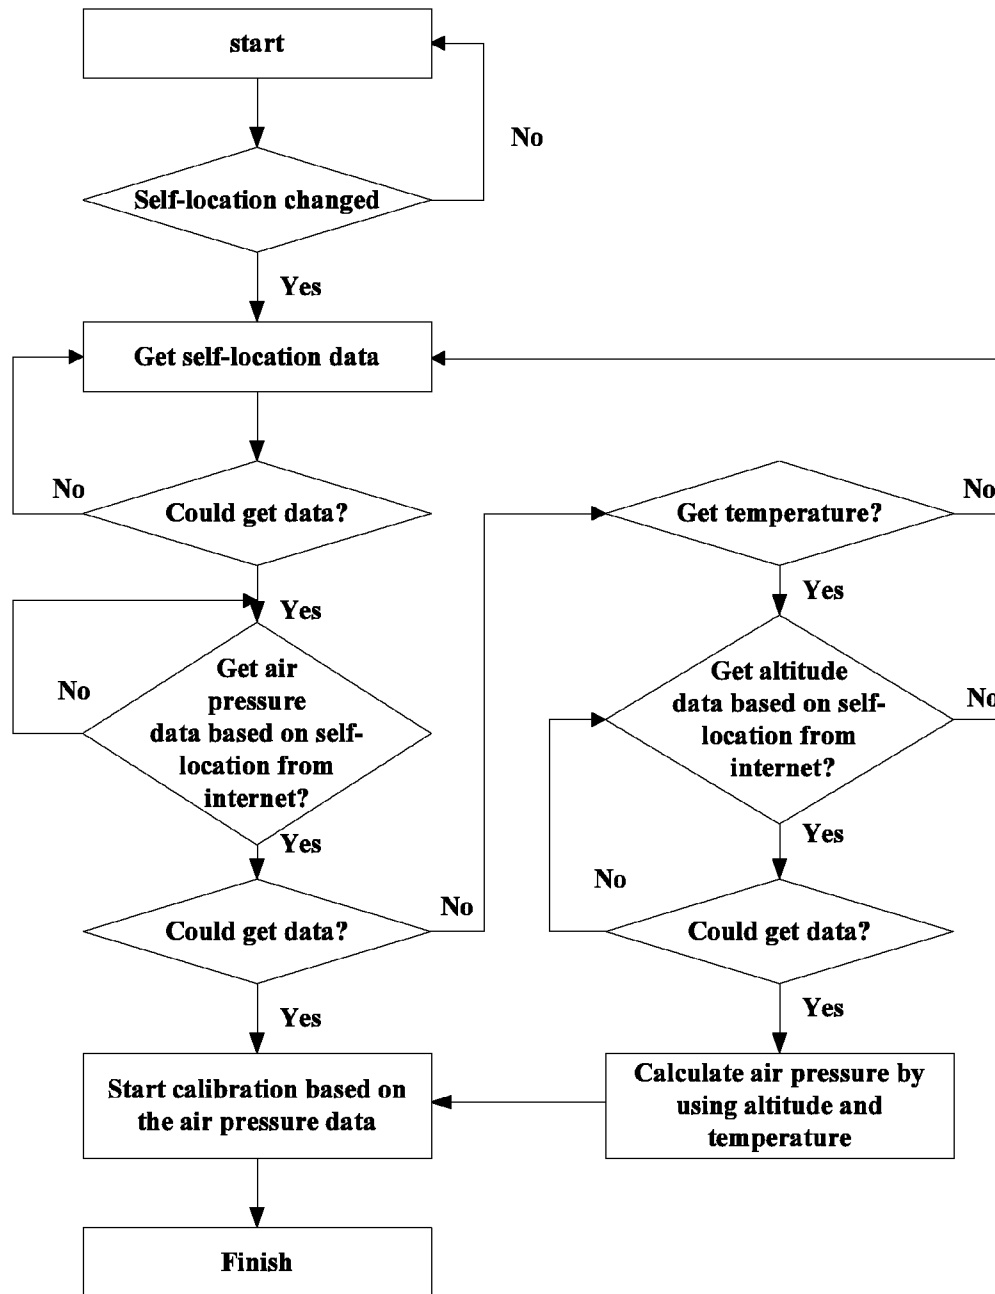 start
No
Self-location changed
Yes
Get self-location data
No
Could get data?
Get temperature?
No
Yes
Yes
No
Get air
pressure
data based on self-
location from
internet?
Get altitude
data based on self-
location from
internet?
No
Yes
Yes
Could get data?
No
No
Could get data?
Yes
Yes
Start calibration based on
the air pressure data
Calculate air pressure by
using altitude and
temperature
Finish